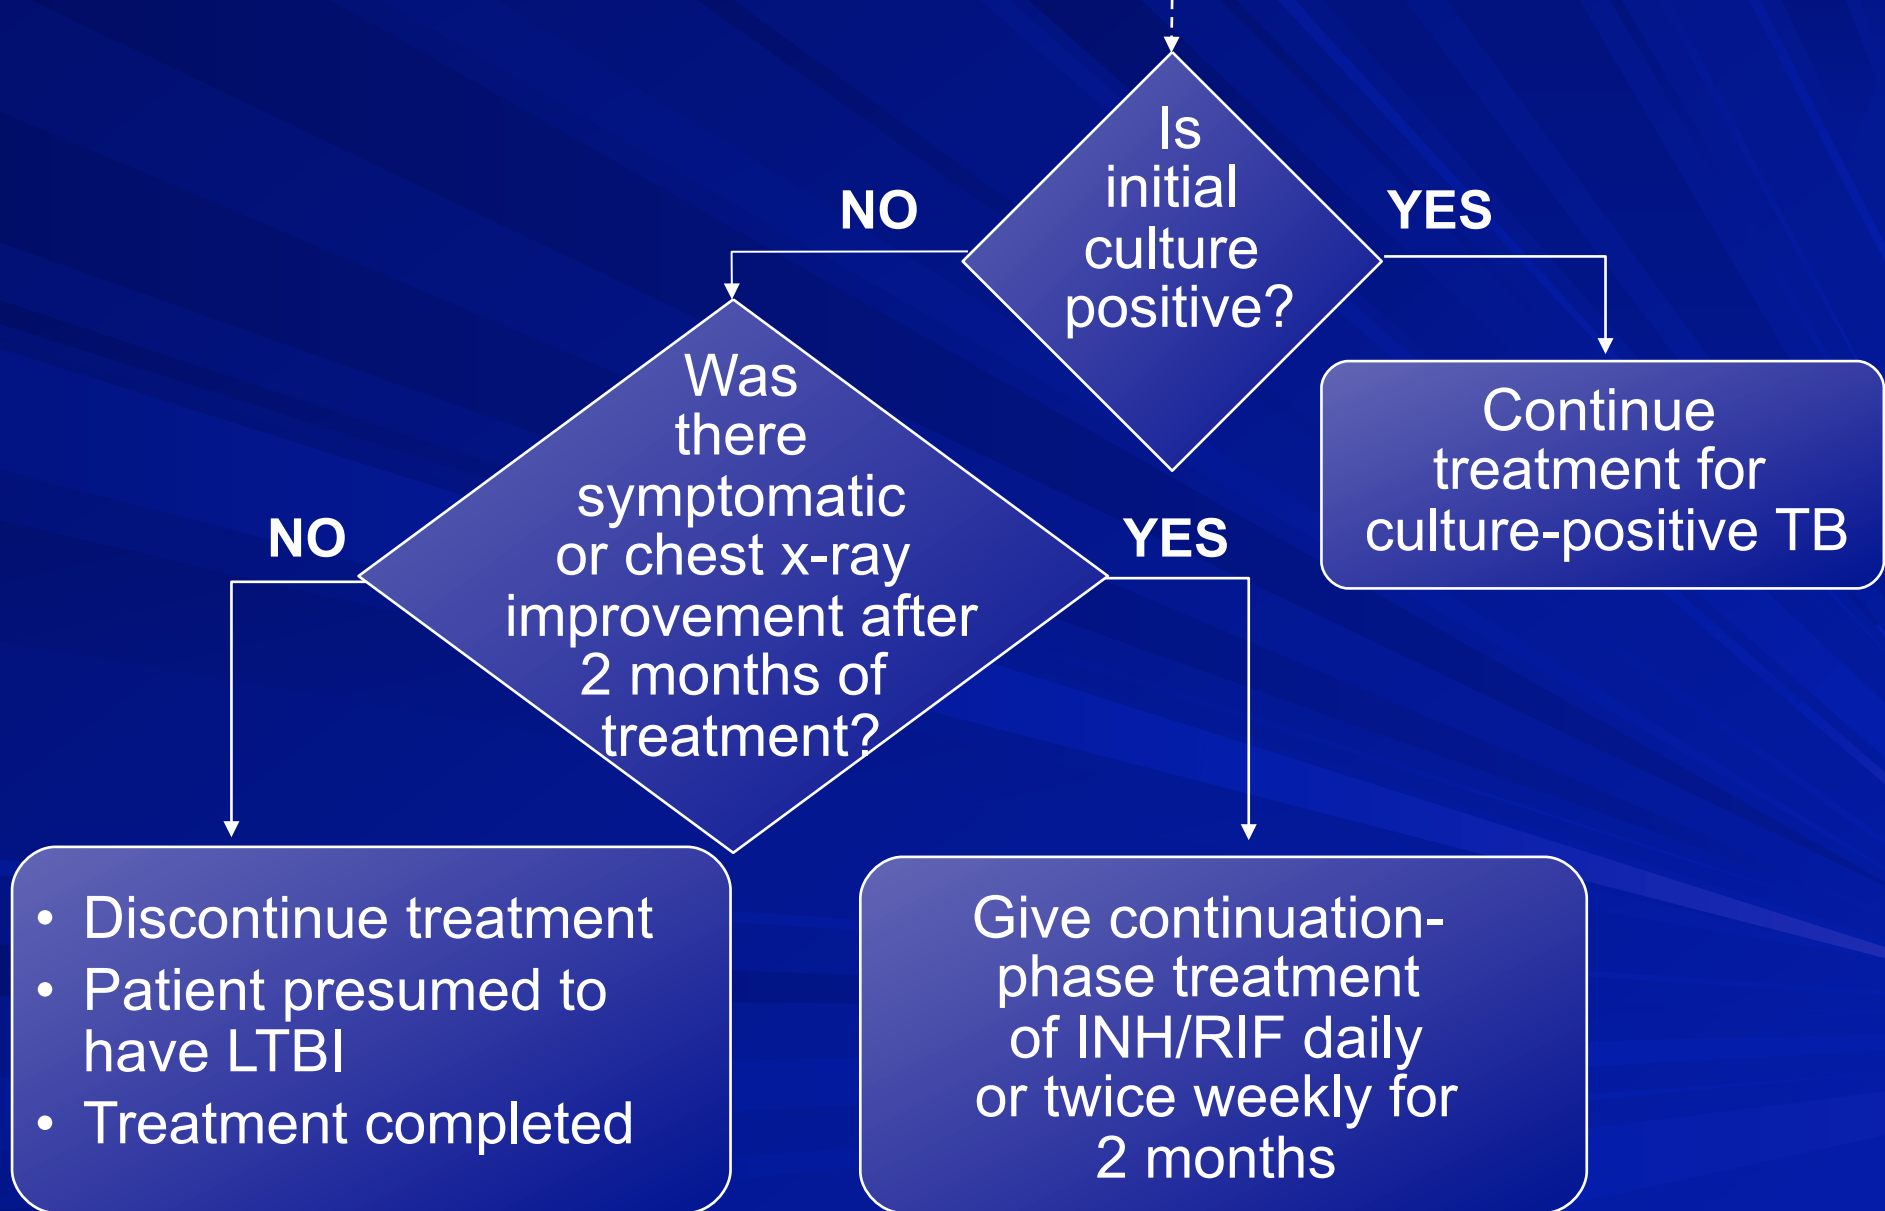 Is
initial
culture
positive?
NO
YES
Was
there
symptomatic
or chest x-ray
improvement after
2 months of
treatment?
Continue
treatment for
culture-positive TB
NO
YES
• Discontinue treatment
• Patient presumed to
have LTBI
• Treatment completed
Give continuation-
phase treatment
of INH/RIF daily
or twice weekly for
2 months